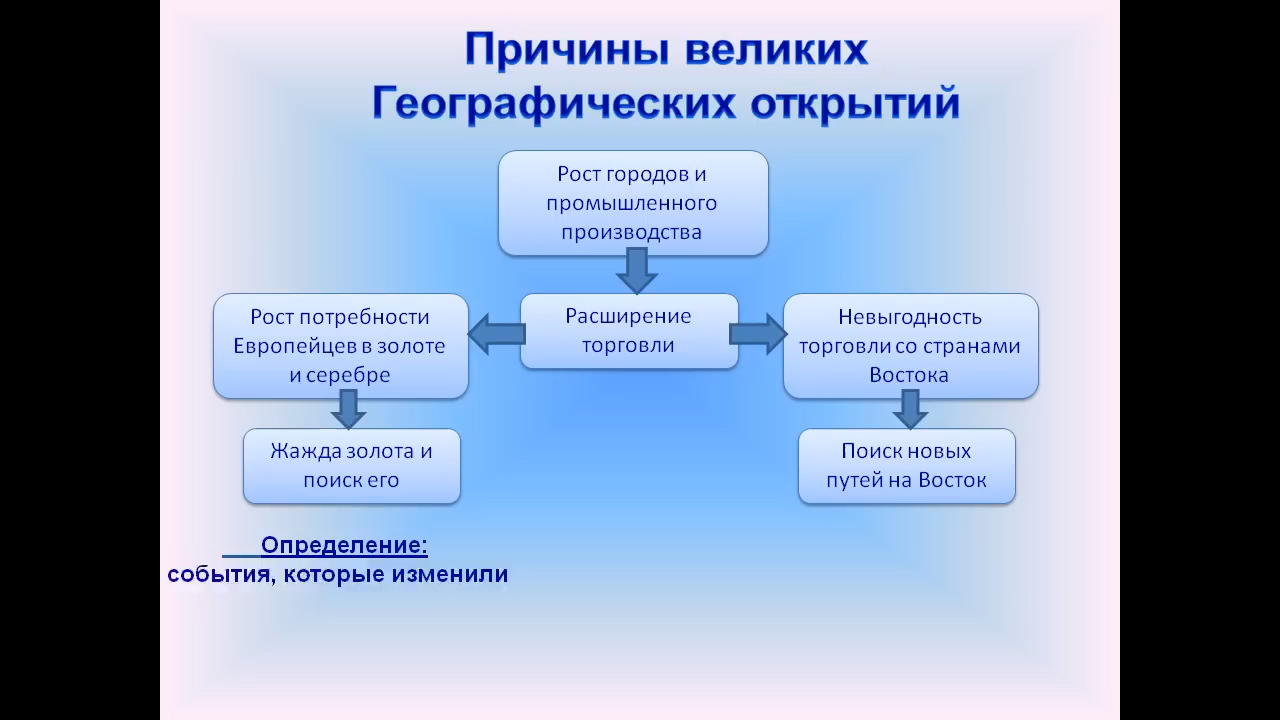 Причины великих
Географических открытий
Рост городов и
промышленного
производства
Рост потребности
Европейцев в золоте
и серебре
Расширение
торговли
Невыгодность
торговли со странами
Востока
Жажда золота и
поиск его
Поиск новых
путей на Восток
Определение:
события, которые изменили